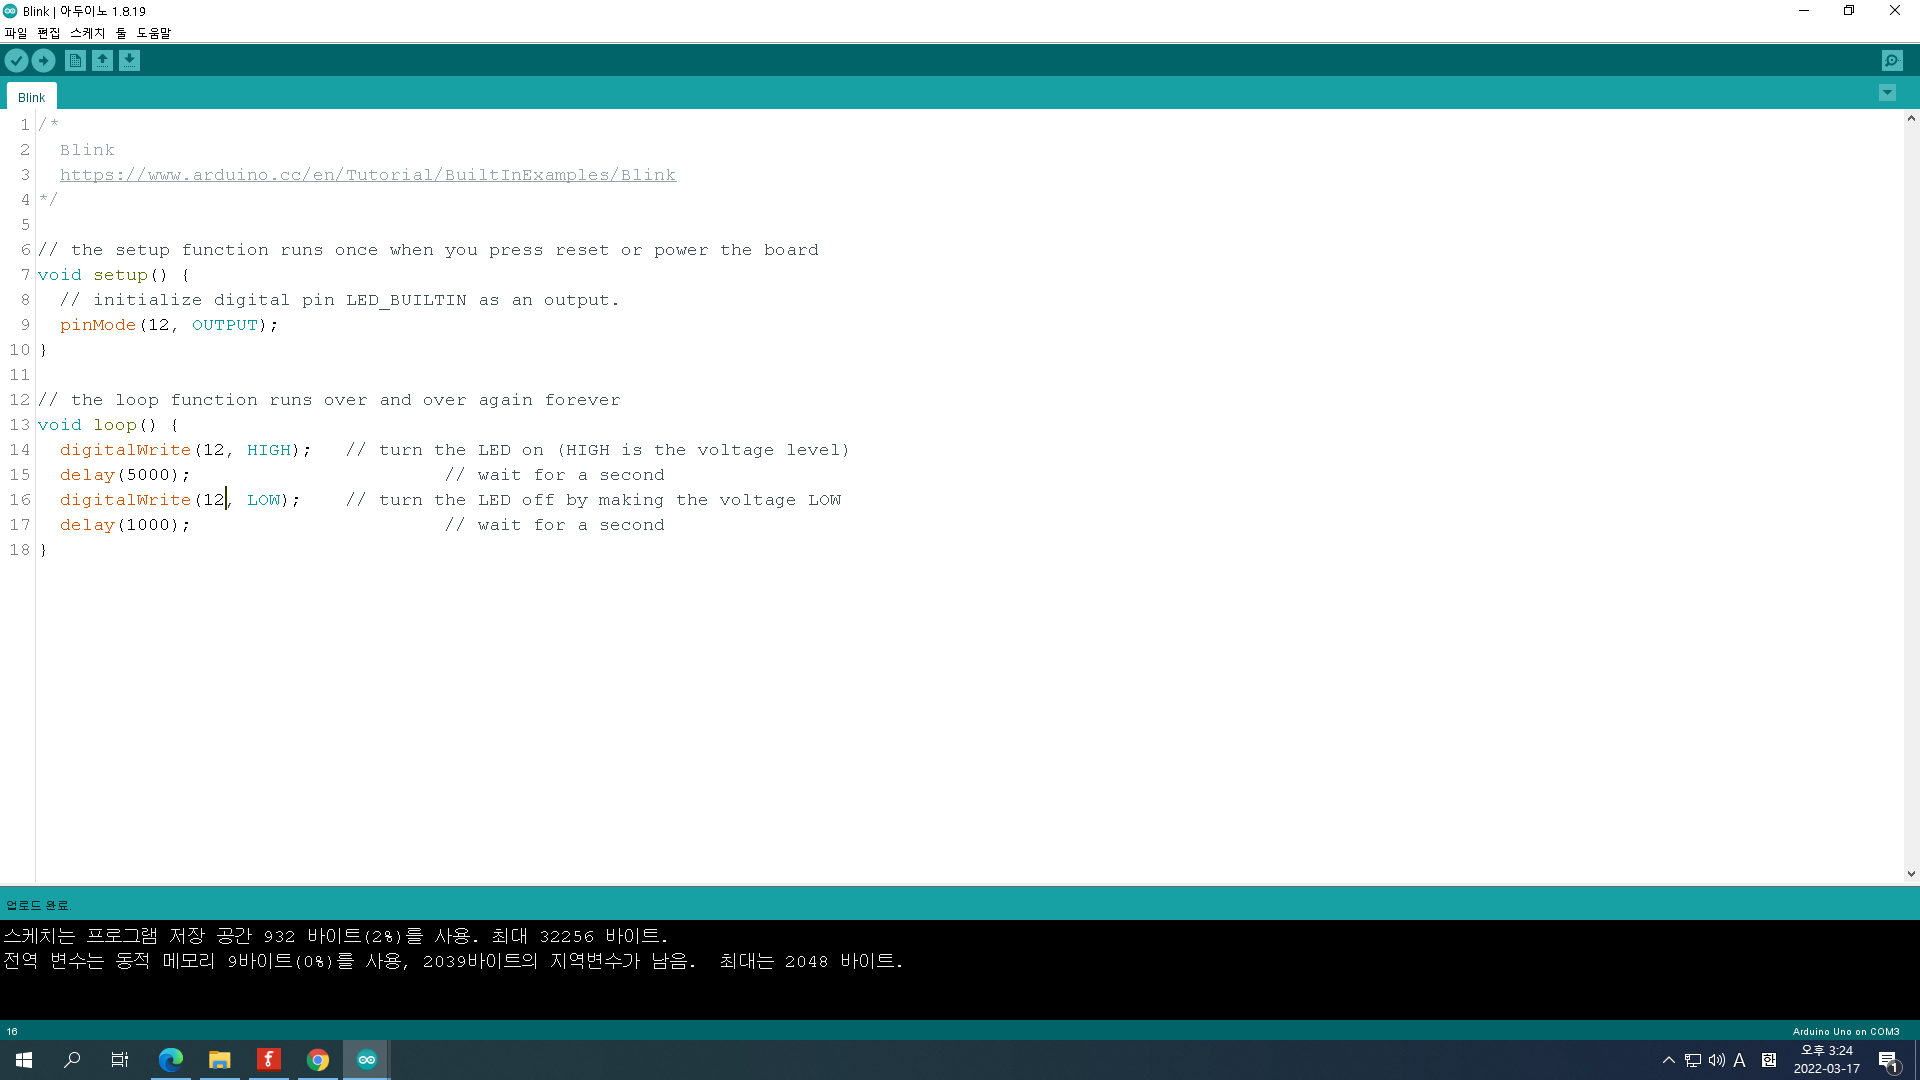 Blink | 아두이노 1.8.19
파일 편집 스케치 툴 도움말
Blink
1 /*
2 Blink
3 https://www.arduino.cc/en/Tutorial/BuiltInExamples/Blink
4 */
5
6 // the setup function runs once when you press reset or power the board
7 void setup() {
8 // initialize digital pin LED_BUILTIN as an output.
9 pinMode(12, OUTPUT);
10 }
11
12 // the loop function runs over and over again forever
13 void loop() {
14 digitalWrite(12, HIGH); // turn the LED on (HIGH is the voltage level)
15 delay(5000); // wait for a second
16 digitalWrite(12, LOW); // turn the LED off by making the voltage LOW
17 delay(1000); // wait for a second
18 }
업로드 완료.
스케치는 프로그램 저장 공간 932 바이트(2%)를 사용. 최대 32256 바이트.
전역 변수는 동적 메모리 9바이트(0%)를 사용, 2039바이트의 지역변수가 남음. 최대는 2048 바이트.
16 Arduino Uno on COM3
A 한 오후 3:24
2022-03-17 1